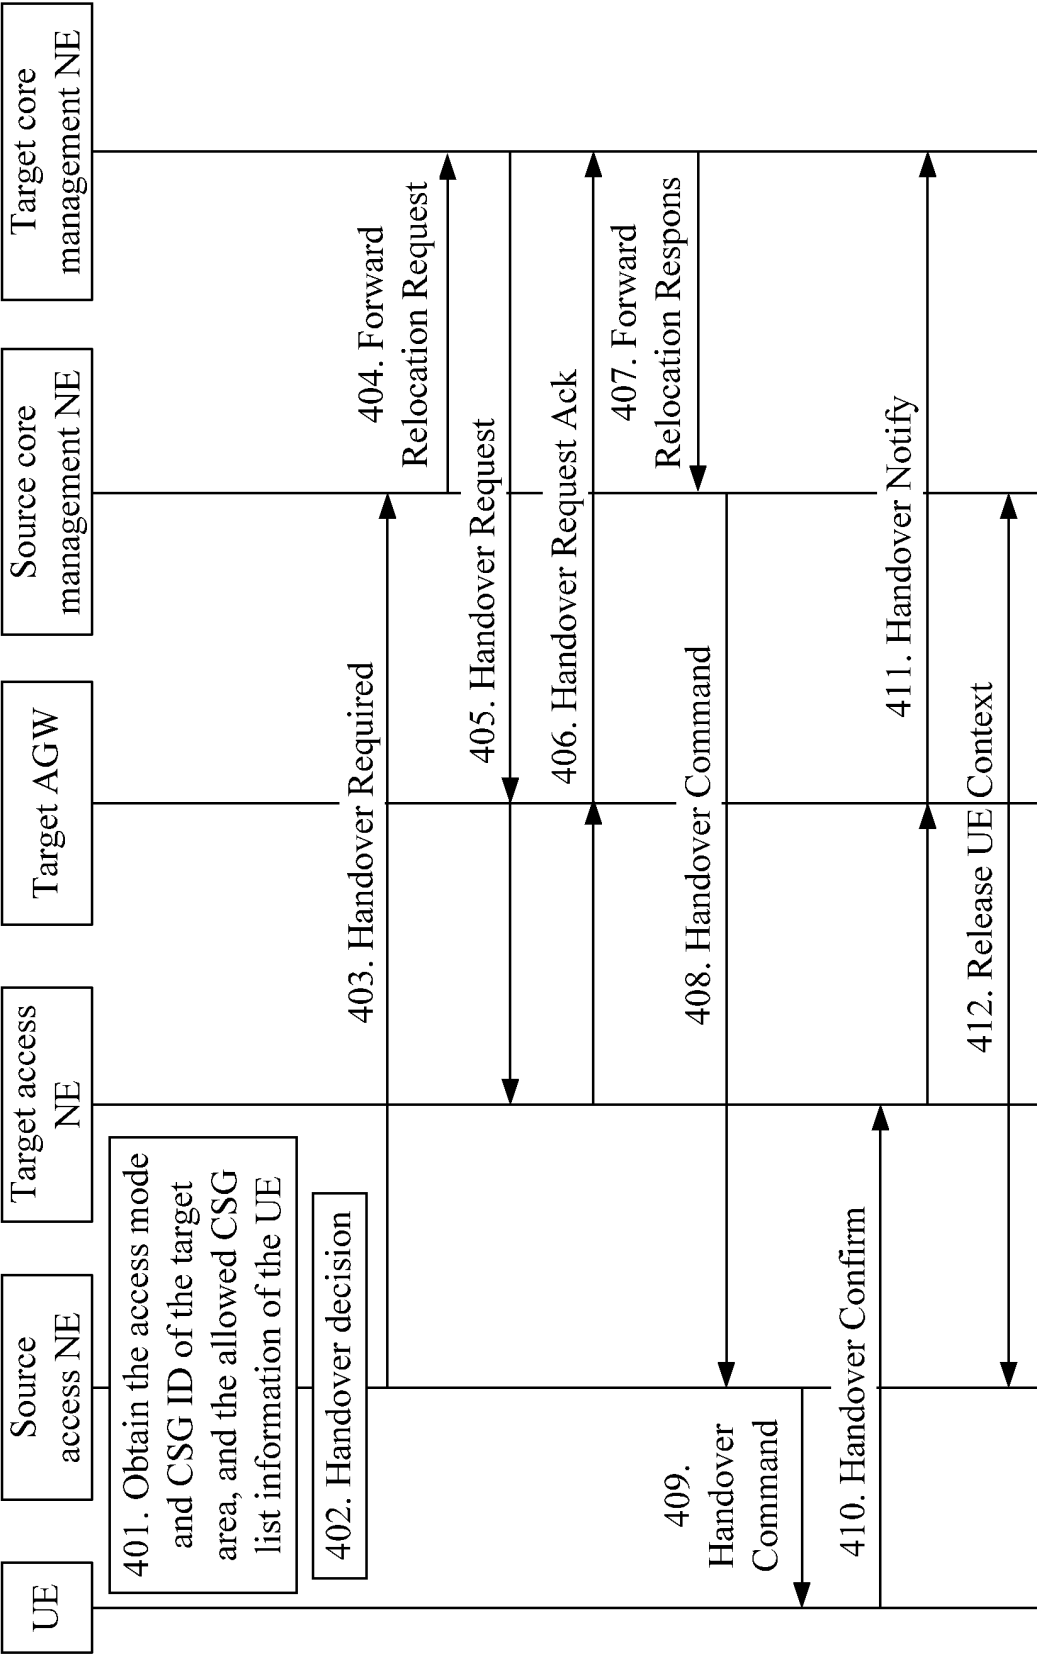 UE
Source
access NE
Target access
NE
Target AGW
Source core
management NE
Target core
management NE
401. Obtain the access mode
and CSG ID of the target
area, and the allowed CSG
list information of the UE
402. Handover decision
403. Handover Required
404. Forward
Relocation Request
405. Handover Request
406. Handover Request Ack
407. Forward
Relocation Respons
408. Handover Command
409.
Handover
Command
410. Handover Confirm
411. Handover Notify
412. Release UE Context